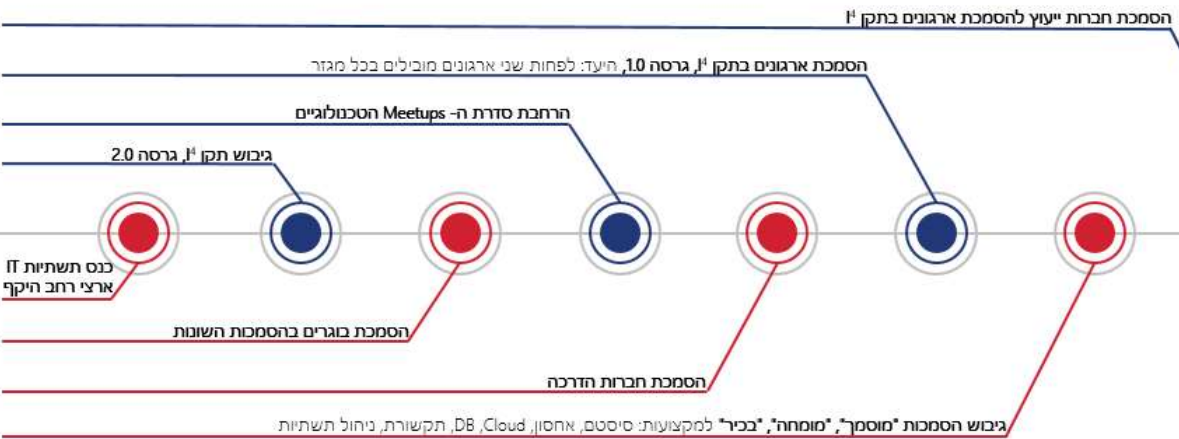 הסמכת חברות ייעוץ להסמכת ארגונים בתקן I⁴
הסמכת ארגונים בתקן I⁴, גרסה 1.0, היעד: לפחות שני ארגונים מובילים בכל מגזר
הרחבת סדרת ה- Meetups הטכנולוגיים
גיבוש תקן I⁴, גרסה 2.0
כנס תשתיות IT
ארצי רחב היקף
הסמכת בוגרים בהסמכות השונות
הסמכת חברות הדרכה
גיבוש הסמכות "מוסמך", "מומחה", "בכיר" למקצועות: סיסטם, אחסון, Cloud, DB, תקשורת, ניהול תשתיות